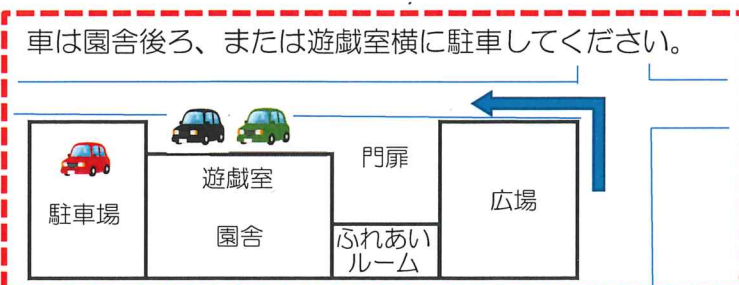 車は園舎後ろ、または遊戯室横に駐車してください。
門扉
遊戯室
広場
駐車場
園舎
ふれあい
ルーム